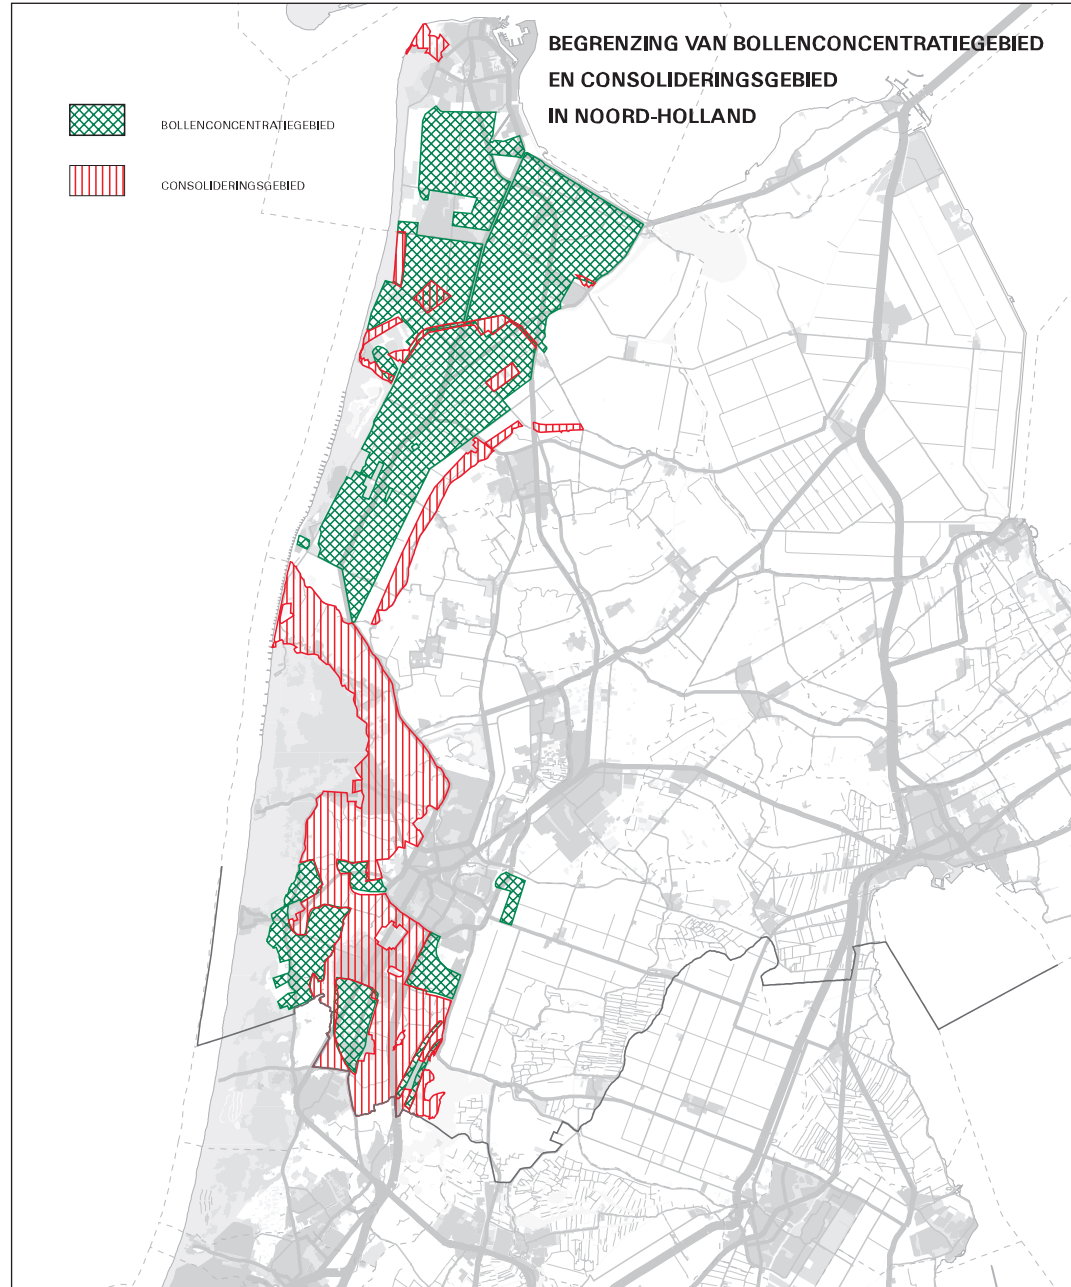 BEGRENZING VAN BOLLENCONCENTRATIEGEBIED
EN CONSOLIDERINGSGEBIED
IN NOORD-HOLLAND
BOLLENCONCENTRATIEGEBIED
CONSOLIDERINGSGEBIED